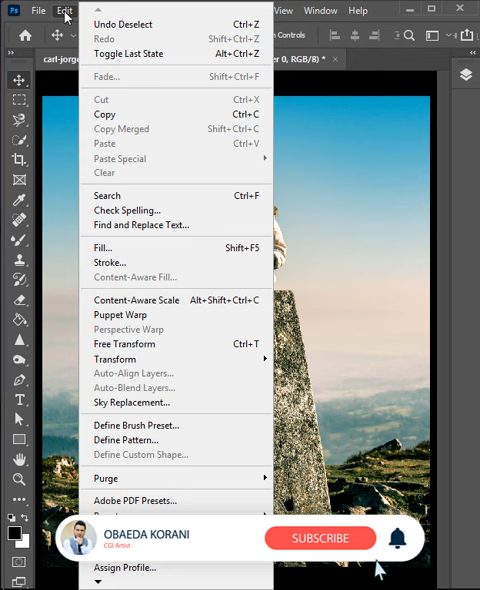 Ps File Edit View Window Help
n Controls
carl-jorg er 0, RGB/8) *
Undo Deselect Ctrl+Z
Redo Shift+Ctrl+Z
Toggle Last State Alt+Ctrl+Z
Fade... Shift+Ctrl+F
Cut Ctrl+X
Copy Ctrl+C
Copy Merged Shift+Ctrl+C
Paste Ctrl+V
Paste Special
Clear
Search Ctrl+F
Check Spelling...
Find and Replace Text...
Fill... Shift+F5
Stroke...
Content-Aware Fill...
Content-Aware Scale Alt+Shift+Ctrl+C
Puppet Warp
Perspective Warp
Free Transform Ctrl+T
Transform
Auto-Align Layers...
Auto-Blend Layers...
Sky Replacement...
Define Brush Preset...
Define Pattern...
Define Custom Shape...
Purge
Adobe PDF Presets...
OBAEDA KORANI
CGI Artist
SUBSCRIBE
Assign Profile...